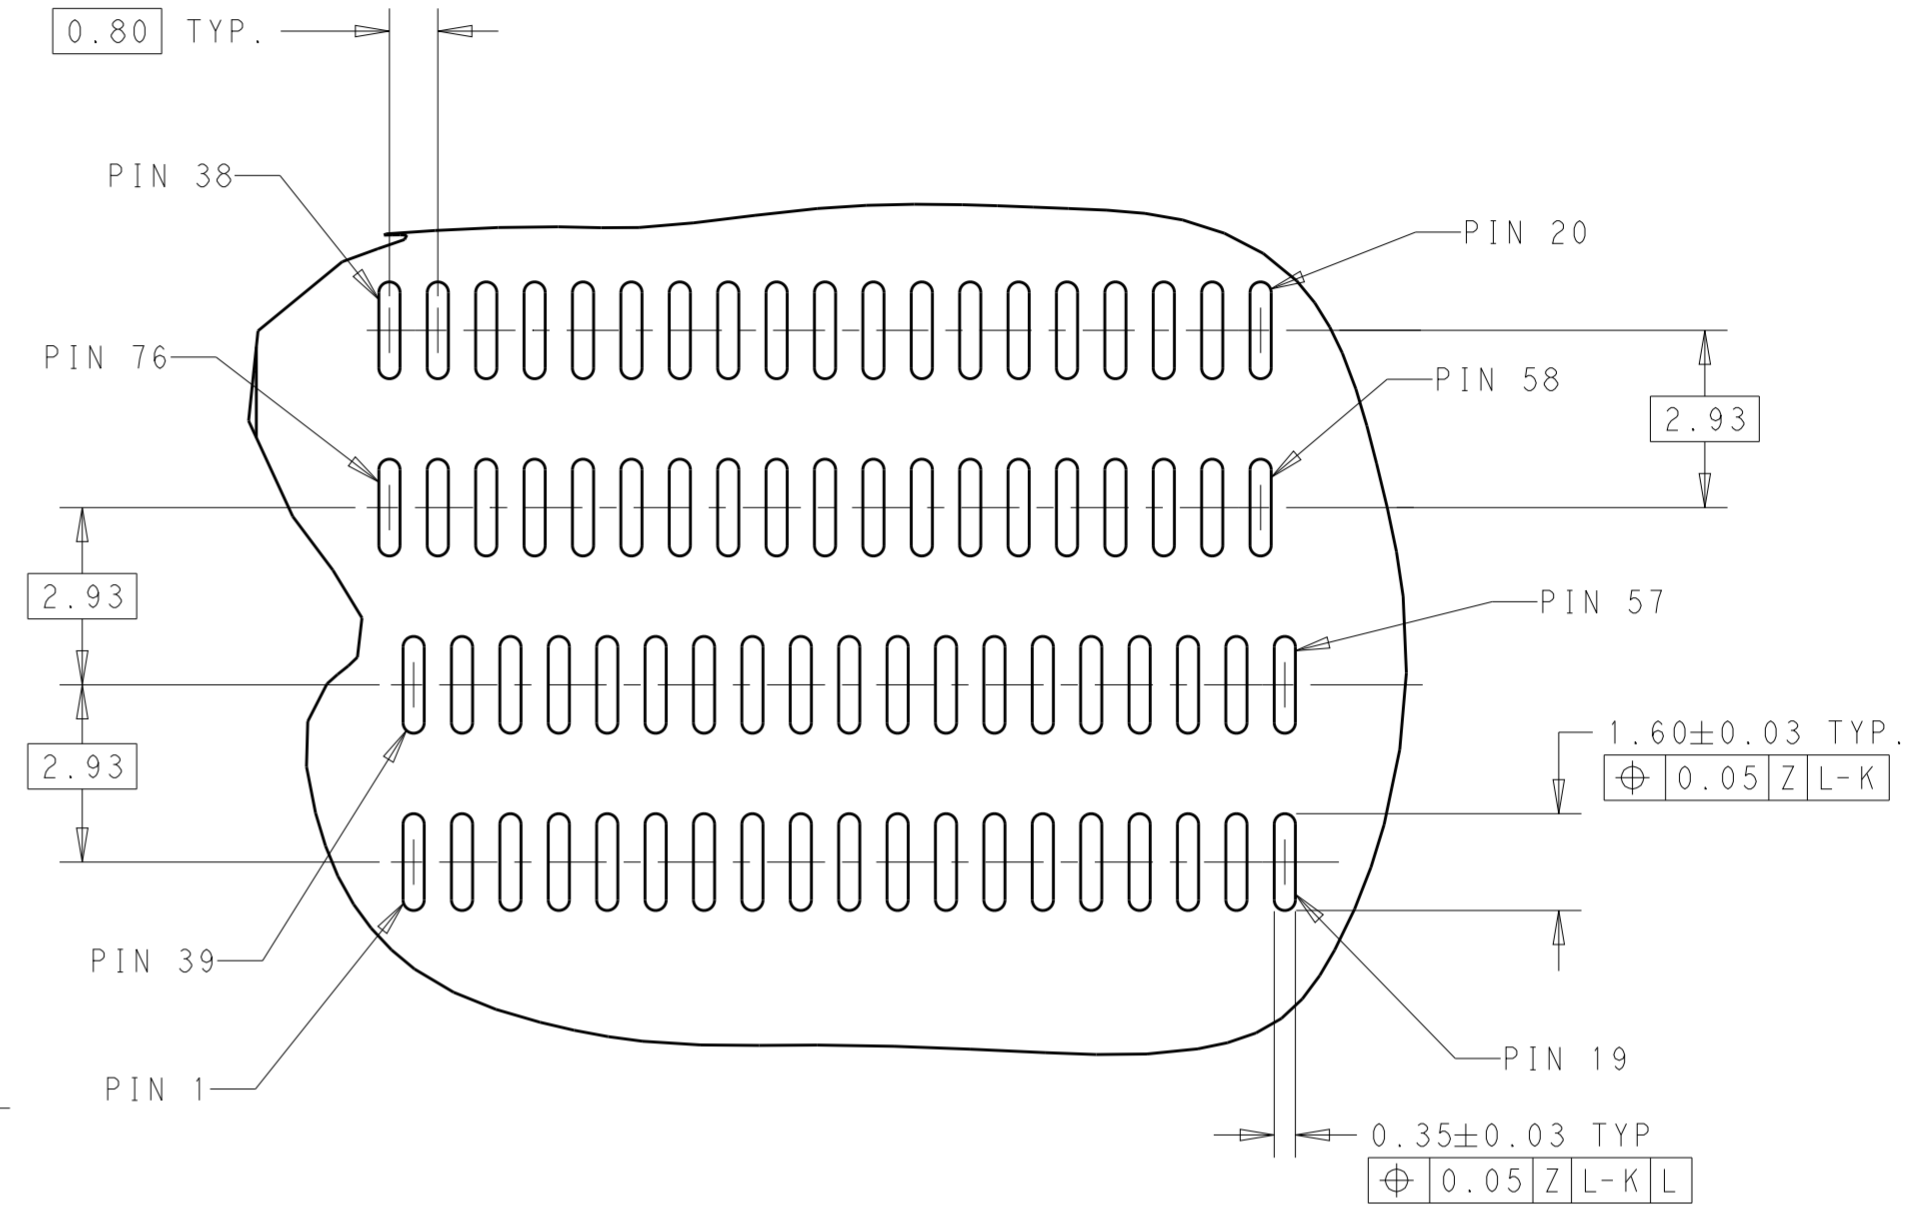 0.80 TYP.
PIN 38
PIN 20
PIN 76
PIN 58
2.93
2.93
PIN 57
2.93
1.60±0.03 TYP.
⌖ 0.05 Z L-K
PIN 39
PIN 1
PIN 19
0.35±0.03 TYP
⌖ 0.05 Z L-K L